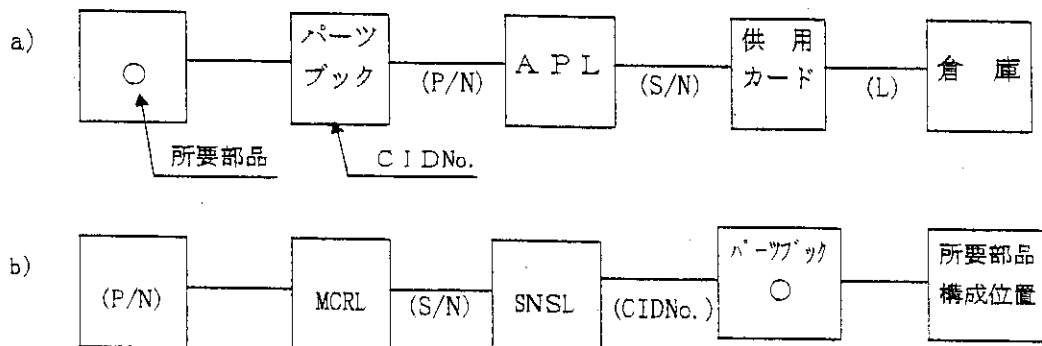 a)
パーツ
ブック
(P/N)
APL
(S/N)
供用
カード
(L)
倉庫
所要部品
CIDNo.
b)
(P/N)
MCRL
(S/N)
SNSL
(CIDNo.)
パーツブック
所要部品
構成位置